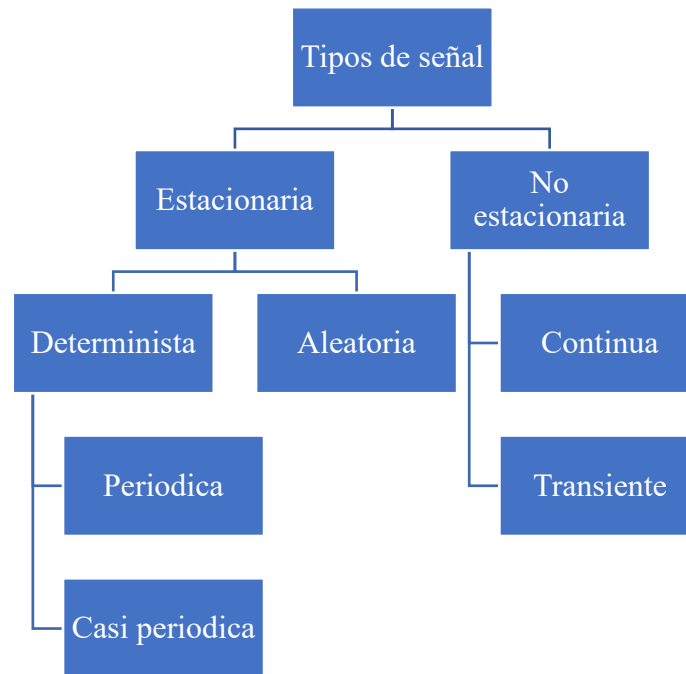 Tipos de señal
Estacionaria
No
estacionaria
Determinista
Aleatoria
Continua
Periodica
Transiente
Casi periodica